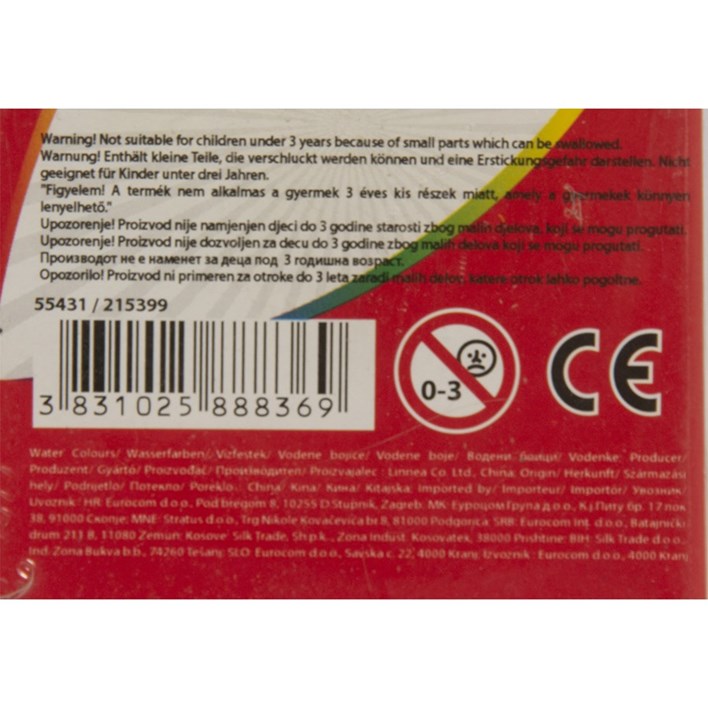 Warning! Not suitable for children under 3 years because of small parts which can be swallowed.
Warnung! Enthält kleine Teile, die verschluckt werden können und eine Erstickungsgefahr darstellen. Nicht
geeignet für Kinder unter drei Jahren.
"Figyelem! A termék nem alkalmas a gyermek 3 éves kis részek miatt, amely a gyermekek könnyen
lenyelhető."
Upozorenje! Proizvod nije namjenjen djeci do 3 godine starosti zbog malih djelova, koji se mogu progutati.
Upozorenje! Proizvod nije dozvoljen za decu do 3 godine zbog malih delova koji se mogu progutati.
Производот не е наменет за деца под 3 годишна возраст.
Opozorilo! Proizvod ni primeren za otroke do 3 leta zaradi malih delov, katere otrok lahko pogoltne.
55431 / 215399
3 831025 888369
0-3
CE
Water Colours/ Wasserfarben/ Vízfesték/ Vodene bojice/ Vodene boje/ Водени боици/ Vodenke Producer/
Produzent/ Gyártó/ Proizvođač/ Производител/ Proizvajalec : Linnea Co. Ltd., China; Origin/ Herkunft/ Származási
hely/ Podrijetlo/ Потекло/ Poreklo : China/ Kína/ Kina/ Кина/ Kitajska; Imported by/ Importeur/ Importőr/ Увозник/
Uvoznik : HR: Eurocom d.o.o., Pod bregom 8, 10255 D.Stupnik, Zagreb, MK: Еуроцом Груп д.о.о., Кј.Питу бр. 17 лок
38, 91000 Скопје; MNE: Stratus d.o.o., Trg Nikole Kovačevića br.8, 81000 Podgorica; SRB: Eurocom Int. d.o.o., Batajnički
drum 211 B, 11080 Zemun; Kosove: Silk Trade, Sh.p.k., Zona Indust. Kosovatex, 38000 Prishtine; BIH: Silk Trade d.o.o.,
Ind. Zona Bukva b.b., 74260 Tešanj; SLO: Eurocom d.o.o., Savska c. 22, 4000 Kranj; Izvoznik : Eurocom d.o.o., 4000 Kranj